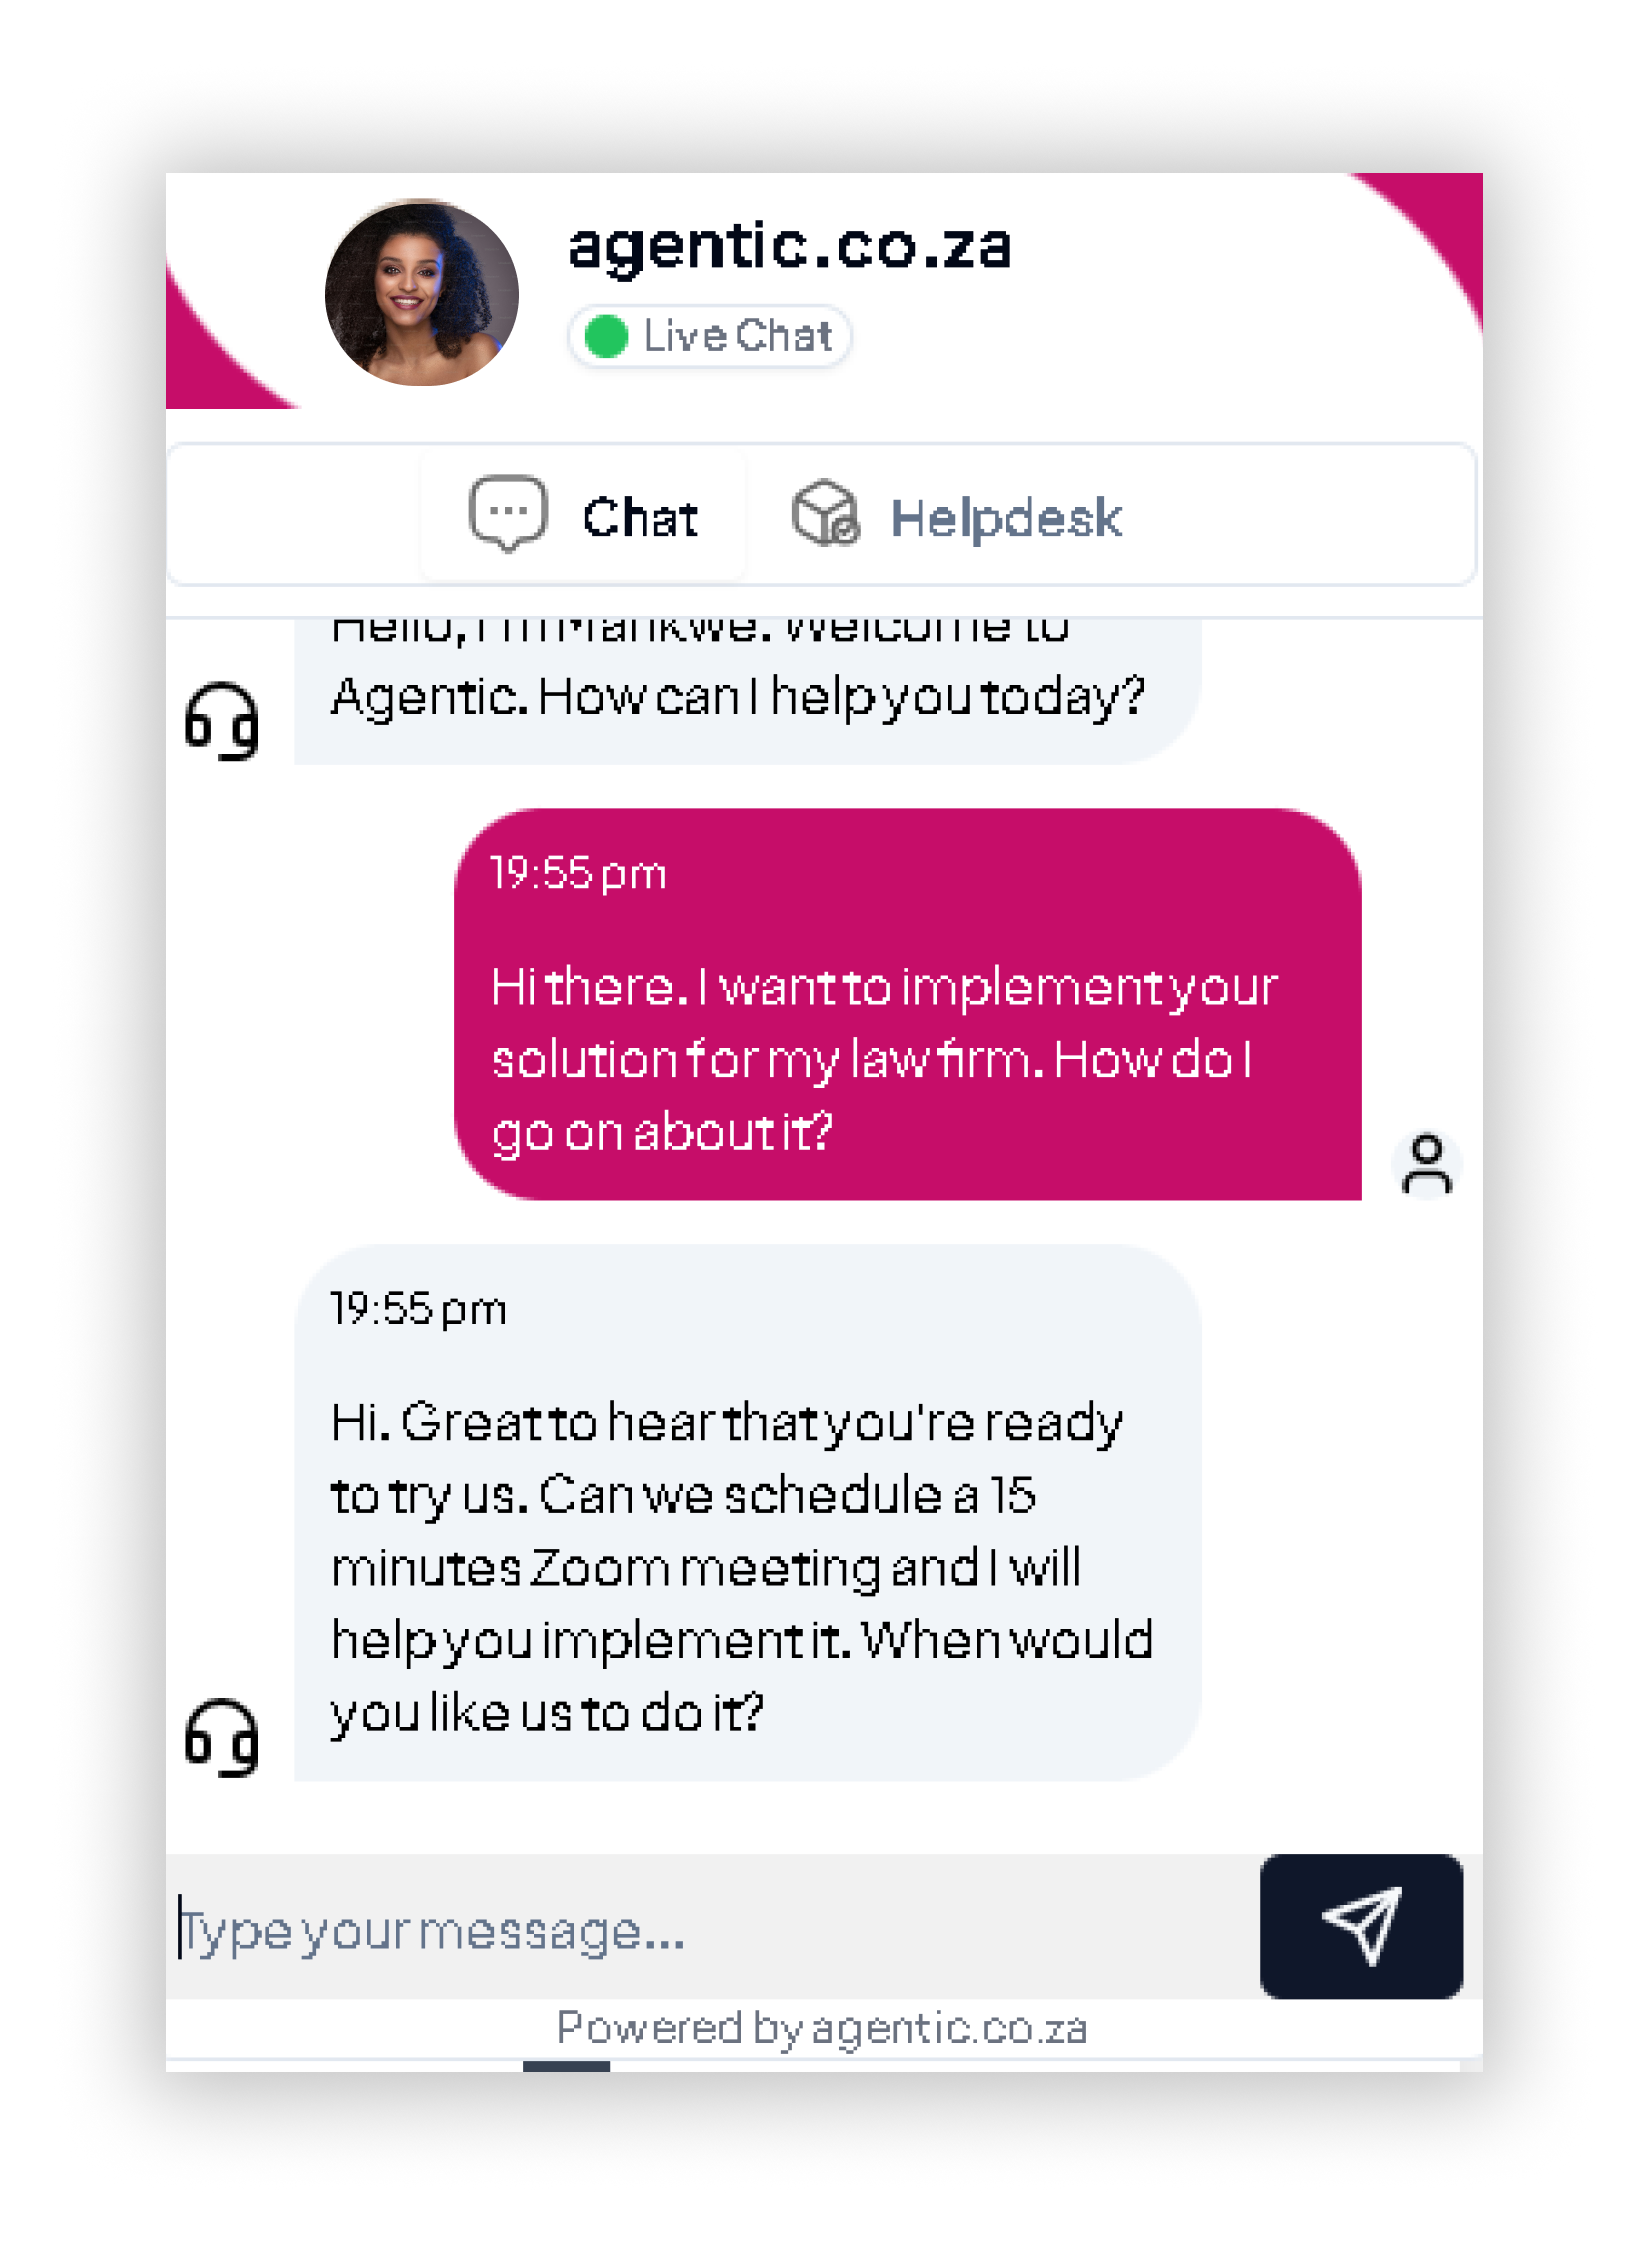 agentic.co.za
Live Chat
Chat
Helpdesk
Hello, I'm Mankwe. Welcome to
Agentic. How can I help you today?
19:55 pm
Hi there. I want to implement your
solution for my law firm. How do I
go on about it?
19:55 pm
Hi. Great to hear that you're ready
to try us. Can we schedule a 15
minutes Zoom meeting and I will
help you implement it. When would
you like us to do it?
Type your message...
Powered by agentic.co.za